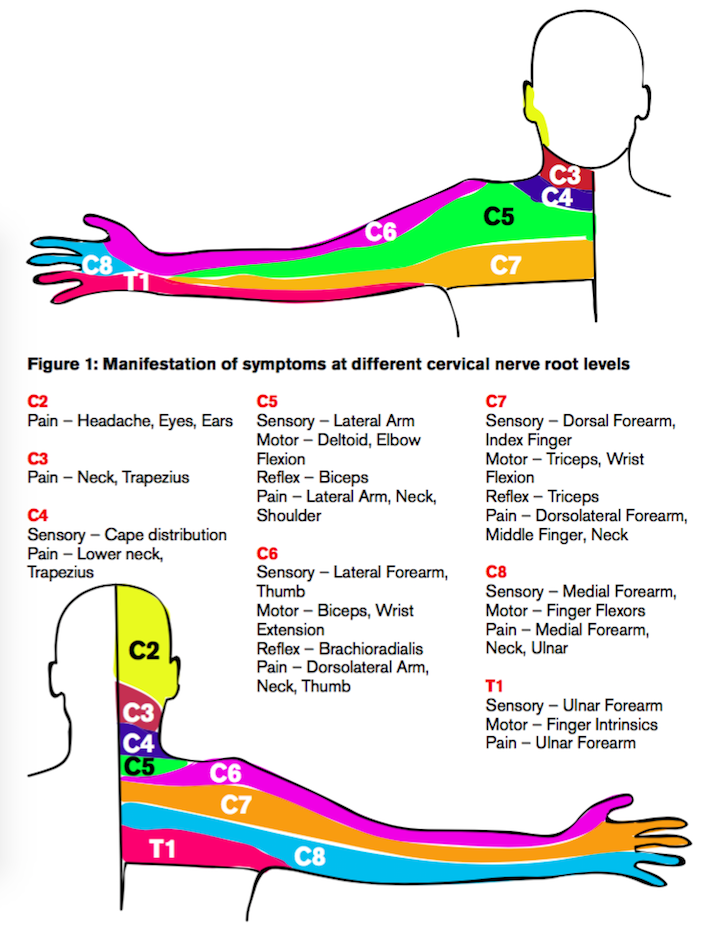 C3
C4
C5
C6
C7
C8
T1
Figure 1: Manifestation of symptoms at different cervical nerve root levels
C2
Pain – Headache, Eyes, Ears
C3
Pain – Neck, Trapezius
C4
Sensory – Cape distribution
Pain – Lower neck,
Trapezius
C5
Sensory – Lateral Arm
Motor – Deltoid, Elbow
Flexion
Reflex – Biceps
Pain – Lateral Arm, Neck,
Shoulder
C6
Sensory – Lateral Forearm,
Thumb
Motor – Biceps, Wrist
Extension
Reflex – Brachioradialis
Pain – Dorsolateral Arm,
Neck, Thumb
C7
Sensory – Dorsal Forearm,
Index Finger
Motor – Triceps, Wrist
Flexion
Reflex – Triceps
Pain – Dorsolateral Forearm,
Middle Finger, Neck
C8
Sensory – Medial Forearm,
Motor – Finger Flexors
Pain – Medial Forearm,
Neck, Ulnar
T1
Sensory – Ulnar Forearm
Motor – Finger Intrinsics
Pain – Ulnar Forearm
C2
C3
C4
C5
C6
C7
T1
C8